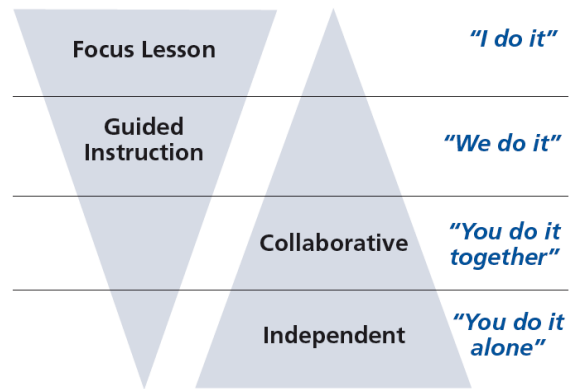 Focus Lesson
“I do it”
Guided
Instruction
“We do it”
Collaborative
“You do it
together”
Independent
“You do it
alone”